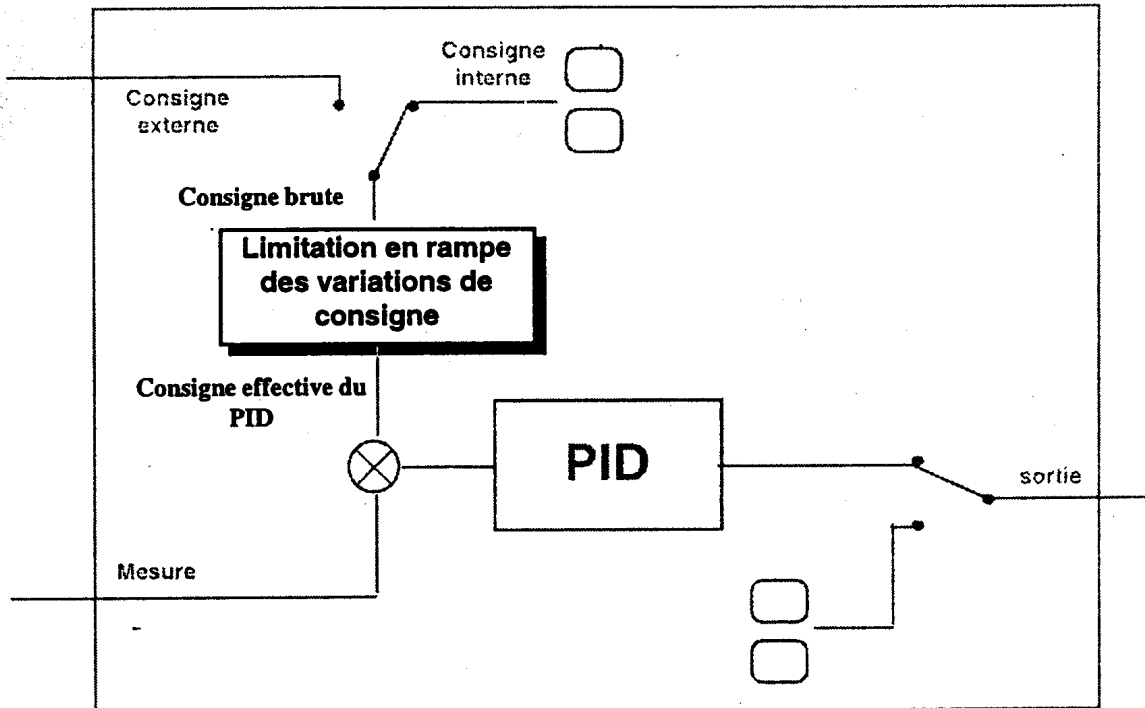 Consigne
interne
Consigne
externe
Consigne brute
Limitation en rampe
des variations de
consigne
Consigne effective du
PID
PID
sortie
Mesure